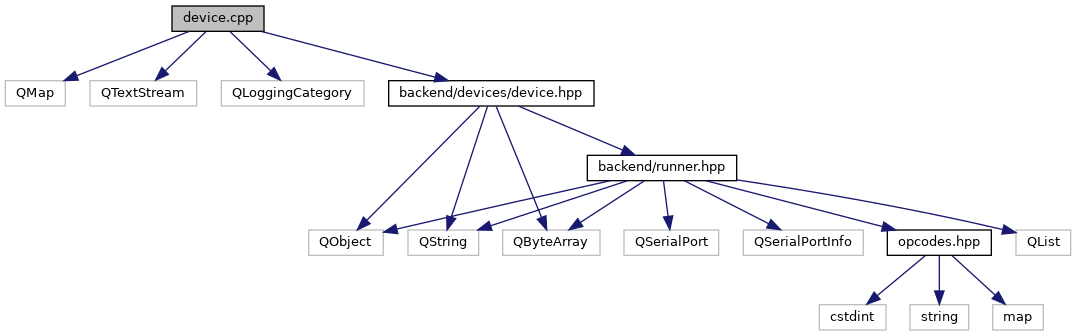 device.cpp
QMap
QTextStream
QLoggingCategory
backend/devices/device.hpp
backend/runner.hpp
QObject
QString
QByteArray
QSerialPort
QSerialPortInfo
opcodes.hpp
QList
cstdint
string
map